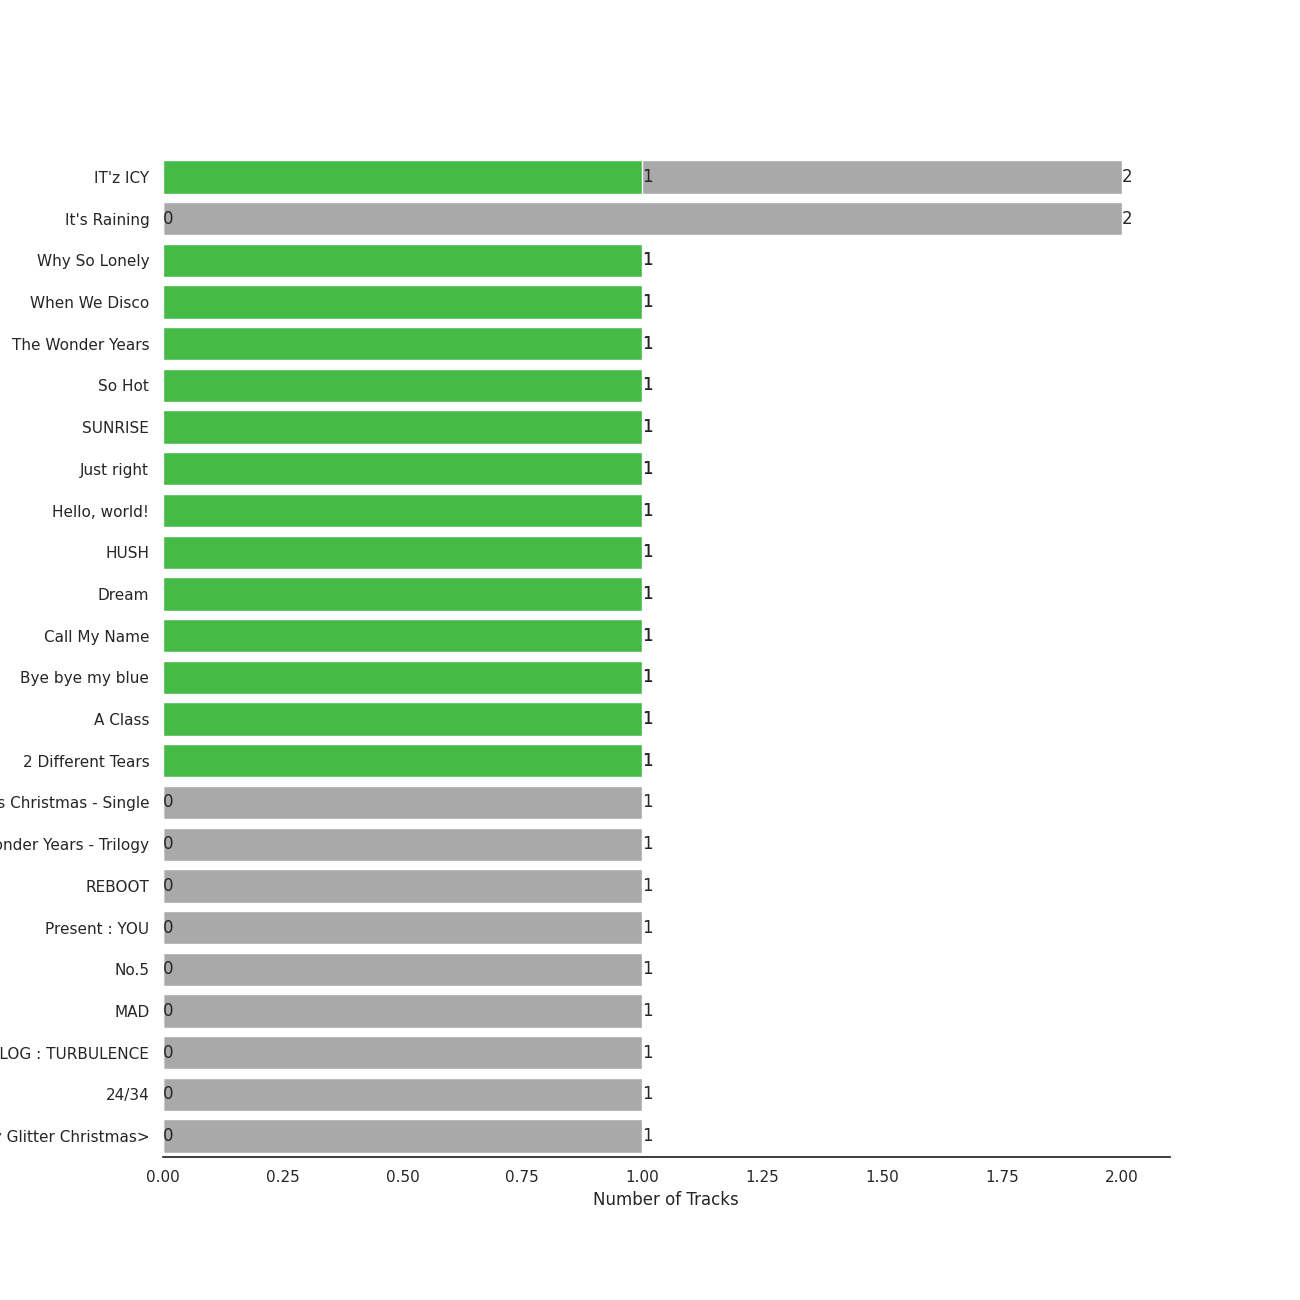 IT'z ICY 1 2
It's Raining 0 2
Why So Lonely 1
When We Disco 1
The Wonder Years 1
So Hot 1
SUNRISE 1
Just right 1
Hello, world! 1
HUSH 1
Dream 1
Call My Name 1
Bye bye my blue 1
A Class 1
2 Different Tears 1
Christmas - Single 0 1
Years - Trilogy 0 1
REBOOT 0 1
Present : YOU 0 1
No.5 0 1
MAD 0 1
: TURBULENCE 0 1
24/34 0 1
Glitter Christmas> 0 1
0.00 0.25 0.50 0.75 1.00 1.25 1.50 1.75 2.00
Number of Tracks